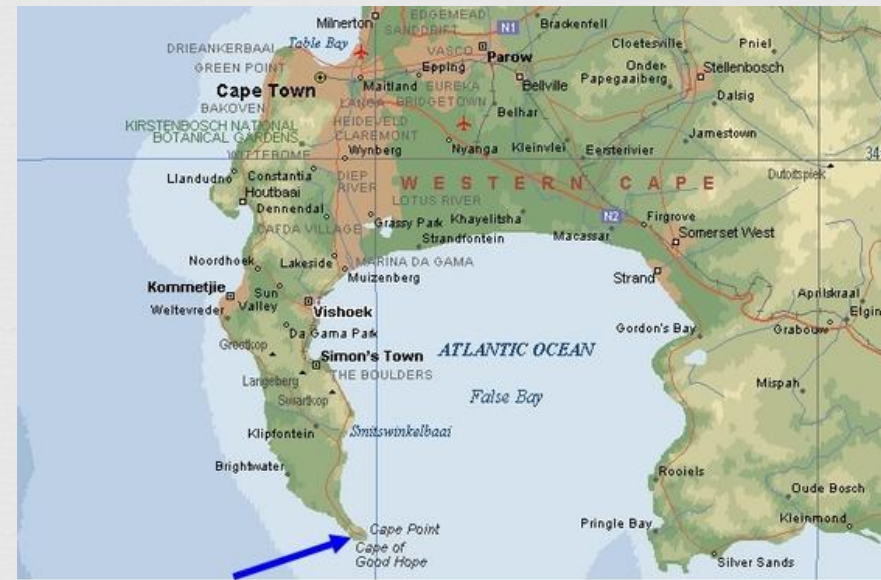 EDGEMEAD
Milnerton
SANDDRIFT
N1
Brackenfell
DRIEANKERBAAI
Table Bay
VASCO
Parow
Cloetesville
Pniel
GREEN POINT
Epping
Onder-
Papegaaiberg
Stellenbosch
Cape Town
Maitland
EUREKA
Bellville
Dalsig
BAKOVEN
LANGA
BRIDGETOWN
Belhar
KIRSTENBOSCH NATIONAL
BOTANICAL GARDENS
HEIDEVELD
CLAREMONT
Jamestown
WITTEBOME
Wynberg
Nyanga
Kleinvlei
Eersterivier
34
Llandudno
Constantia
DIEP
RIVER
WESTERN CAPE
Dutoitspiek
Houtbaai
LOTUS RIVER
Dennendal
Grassy Park
Khayelitsha
N2
Firgrove
CAFDA VILLAGE
Strandfontein
Macassar
Somerset West
Noordhoek
Lakeside
MARINA DA GAMA
Muizenberg
Strand
Kommetjie
Sun
Valley
Aprilskraal
Weltevreder
Vishoek
Elgin
Da Gama Park
Gordon's Bay
Grabouw
Grootkop
Simon's Town
ATLANTIC OCEAN
Langeberg
THE BOULDERS
Mispah
Swartkop
False Bay
Klipfontein
Smitswinkelbaai
Brightwater
Rooiels
Oude Bosch
Cape Point
Pringle Bay
Kleinmond
Cape of
Good Hope
Silver Sands